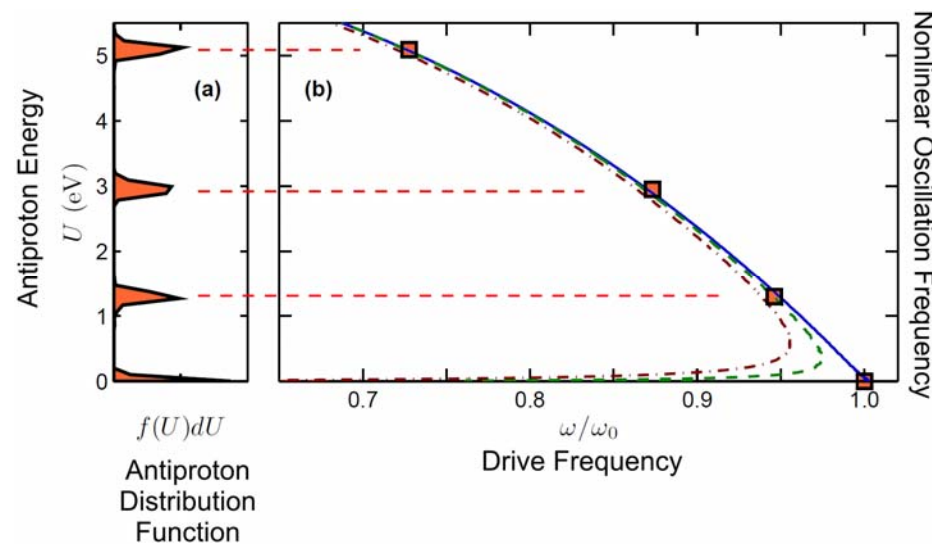 Antiproton Energy
U (eV)
5
4
3
2
1
0
(a)
(b)
Nonlinear Oscillation Frequency
0.7
0.8
0.9
1.0
f(U)dU
ω/ω₀
Antiproton
Distribution
Function
Drive Frequency